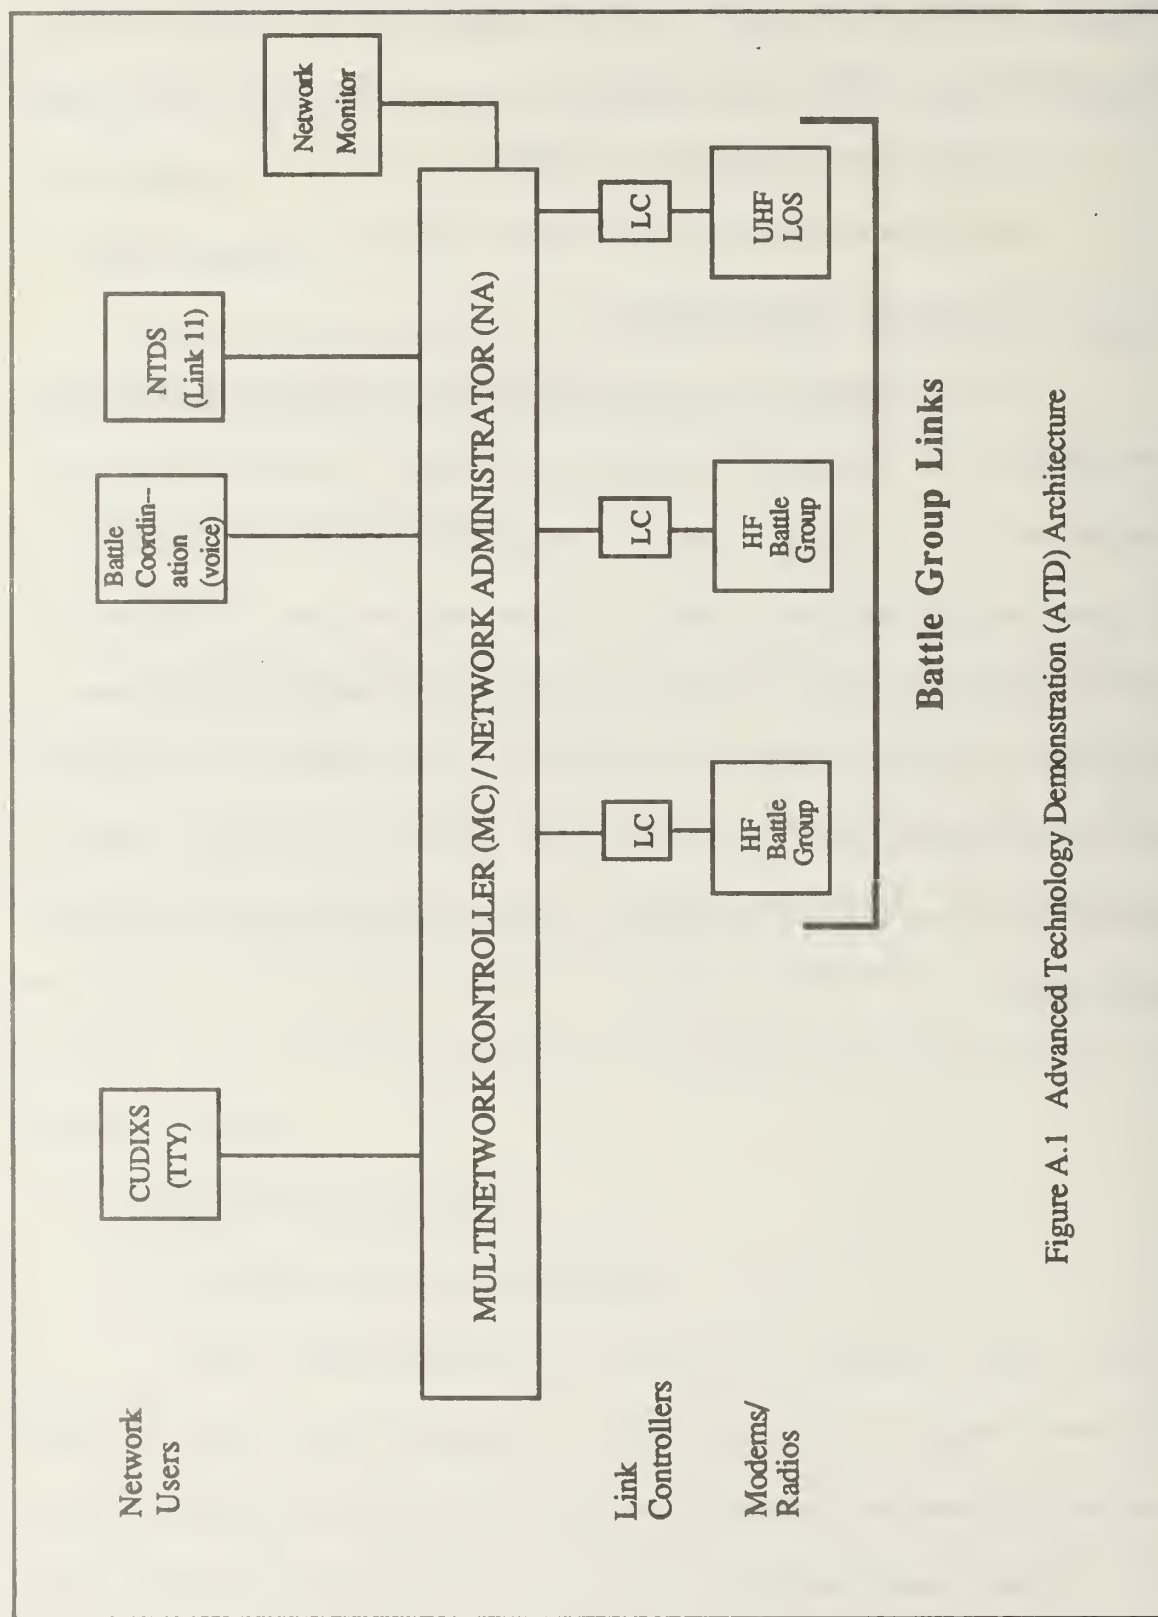 Network
Users
CUDIXS
(TTY)
Battle
Coordin--
ation
(voice)
NTDS
(Link 11)
Network
Monitor
MULTINETWORK CONTROLLER (MC) / NETWORK ADMINISTRATOR (NA)
Link
Controllers
LC
LC
LC
Modems/
Radios
HF
Battle
Group
HF
Battle
Group
UHF
LOS
Battle Group Links
Figure A.1 Advanced Technology Demonstration (ATD) Architecture